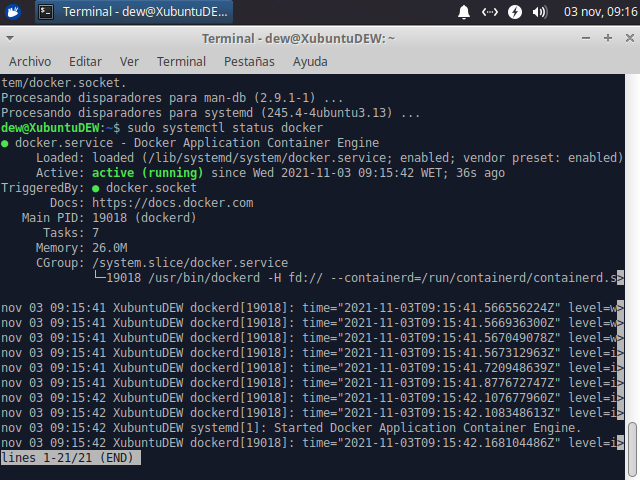 Terminal - dew@XubuntuDE...
03 nov, 09:16
Terminal - dew@XubuntuDEW: ~
Archivo Editar Ver Terminal Pestañas Ayuda
tem/docker.socket.
Procesando disparadores para man-db (2.9.1-1) ...
Procesando disparadores para systemd (245.4-4ubuntu3.13) ...
dew@XubuntuDEW:~$ sudo systemctl status docker
● docker.service - Docker Application Container Engine
Loaded: loaded (/lib/systemd/system/docker.service; enabled; vendor preset: enabled)
Active: active (running) since Wed 2021-11-03 09:15:42 WET; 36s ago
TriggeredBy: ● docker.socket
Docs: https://docs.docker.com
Main PID: 19018 (dockerd)
Tasks: 7
Memory: 26.0M
CGroup: /system.slice/docker.service
└─19018 /usr/bin/dockerd -H fd:// --containerd=/run/containerd/containerd.s>
nov 03 09:15:41 XubuntuDEW dockerd[19018]: time="2021-11-03T09:15:41.566556224Z" level=w>
nov 03 09:15:41 XubuntuDEW dockerd[19018]: time="2021-11-03T09:15:41.566936300Z" level=w>
nov 03 09:15:41 XubuntuDEW dockerd[19018]: time="2021-11-03T09:15:41.567049078Z" level=w>
nov 03 09:15:41 XubuntuDEW dockerd[19018]: time="2021-11-03T09:15:41.567312963Z" level=i>
nov 03 09:15:41 XubuntuDEW dockerd[19018]: time="2021-11-03T09:15:41.720948639Z" level=i>
nov 03 09:15:41 XubuntuDEW dockerd[19018]: time="2021-11-03T09:15:41.877672747Z" level=i>
nov 03 09:15:42 XubuntuDEW dockerd[19018]: time="2021-11-03T09:15:42.107677960Z" level=i>
nov 03 09:15:42 XubuntuDEW dockerd[19018]: time="2021-11-03T09:15:42.108348613Z" level=i>
nov 03 09:15:42 XubuntuDEW systemd[1]: Started Docker Application Container Engine.
nov 03 09:15:42 XubuntuDEW dockerd[19018]: time="2021-11-03T09:15:42.168104486Z" level=i>
lines 1-21/21 (END)